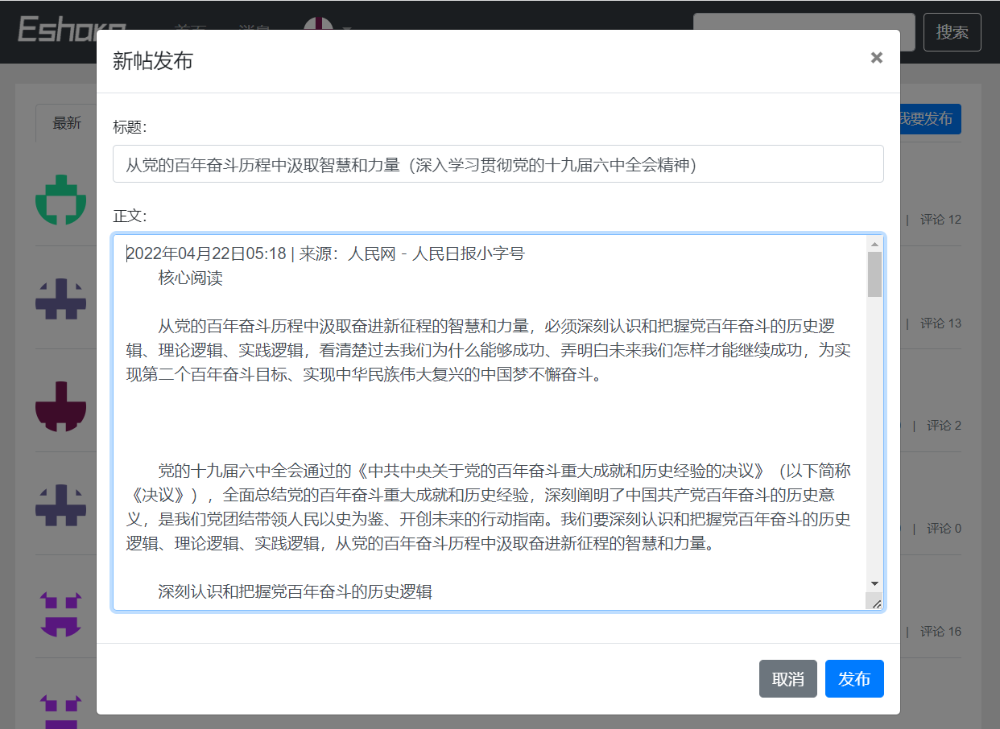 首页
消息
搜索
新帖发布
×
最新
我要发布
标题：
从党的百年奋斗历程中汲取智慧和力量（深入学习贯彻党的十九届六中全会精神）
正文：
2022年04月22日05:18 | 来源：人民网－人民日报小字号
核心阅读
从党的百年奋斗历程中汲取奋进新征程的智慧和力量，必须深刻认识和把握党百年奋斗的历史逻
辑、理论逻辑、实践逻辑，看清楚过去我们为什么能够成功、弄明白未来我们怎样才能继续成功，为实
现第二个百年奋斗目标、实现中华民族伟大复兴的中国梦不懈奋斗。
党的十九届六中全会通过的《中共中央关于党的百年奋斗重大成就和历史经验的决议》（以下简称
《决议》），全面总结党的百年奋斗重大成就和历史经验，深刻阐明了中国共产党百年奋斗的历史意
义，是我们党团结带领人民以史为鉴、开创未来的行动指南。我们要深刻认识和把握党百年奋斗的历史
逻辑、理论逻辑、实践逻辑，从党的百年奋斗历程中汲取奋进新征程的智慧和力量。
深刻认识和把握党百年奋斗的历史逻辑
| 评论 12
| 评论 13
| 评论 2
| 评论 0
| 评论 16
取消
发布